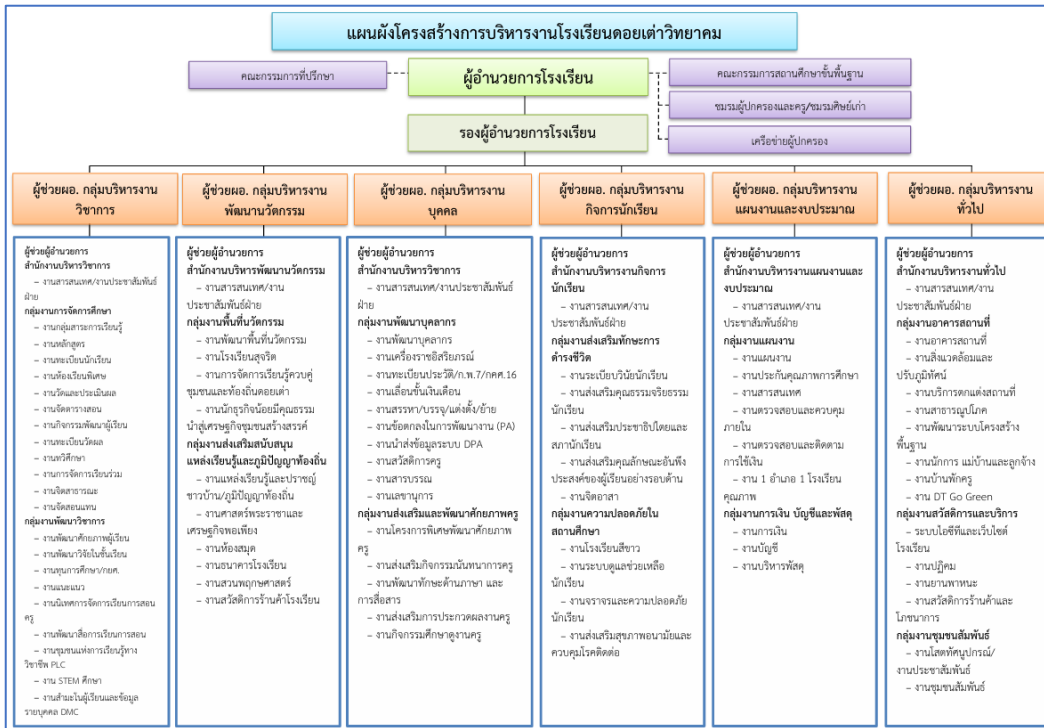 แผนผังโครงสร้างการบริหารงานโรงเรียนดอยเต่าวิทยาคม
คณะกรรมการที่ปรึกษา
ผู้อำนวยการโรงเรียน
คณะกรรมการสถานศึกษาขั้นพื้นฐาน
ชมรมผู้ปกครองและครู/ชมรมศิษย์เก่า
เครือข่ายผู้ปกครอง
รองผู้อำนวยการโรงเรียน
ผู้ช่วยผอ. กลุ่มบริหารงาน
วิชาการ
ผู้ช่วยผู้อำนวยการ
สำนักงานบริหารวิชาการ
– งานสารสนเทศ/งานประชาสัมพันธ์
ฝ่าย
กลุ่มงานการจัดการศึกษา
– งานกลุ่มสาระการเรียนรู้
– งานหลักสูตร
– งานทะเบียนนักเรียน
– งานห้องเรียนพิเศษ
– งานวัดและประเมินผล
– งานจัดตารางสอน
– งานกิจกรรมพัฒนาผู้เรียน
– งานทะเบียนวัดผล
– งานทวิศึกษา
– งานการจัดการเรียนร่วม
– งานจิตสาธารณะ
– งานจัดสอนแทน
กลุ่มงานพัฒนาวิชาการ
– งานพัฒนาศักยภาพผู้เรียน
– งานพัฒนาวิจัยในชั้นเรียน
– งานทุนการศึกษา/กยศ.
– งานแนะแนว
– งานนิเทศการจัดการเรียนการสอน
ครู
– งานพัฒนาสื่อการเรียนการสอน
– งานชุมชนแห่งการเรียนรู้ทาง
วิชาชีพ PLC
– งาน STEM ศึกษา
– งานสำมะโนผู้เรียนและข้อมูล
รายบุคคล DMC
ผู้ช่วยผอ. กลุ่มบริหารงาน
พัฒนานวัตกรรม
ผู้ช่วยผู้อำนวยการ
สำนักงานบริหารพัฒนานวัตกรรม
– งานสารสนเทศ/งาน
ประชาสัมพันธ์ฝ่าย
กลุ่มงานพื้นที่นวัตกรรม
– งานพัฒนาพื้นที่นวัตกรรม
– งานโรงเรียนสุจริต
– งานการจัดการเรียนรู้ควบคู่
ชุมชนและท้องถิ่นดอยเต่า
– งานนักธุรกิจน้อยมีคุณธรรม
นำสู่เศรษฐกิจชุมชนสร้างสรรค์
กลุ่มงานส่งเสริมสนับสนุน
แหล่งเรียนรู้และภูมิปัญญาท้องถิ่น
– งานแหล่งเรียนรู้และปราชญ์
ชาวบ้าน/ภูมิปัญญาท้องถิ่น
– งานศาสตร์พระราชาและ
เศรษฐกิจพอเพียง
– งานห้องสมุด
– งานธนาคารโรงเรียน
– งานสวนพฤกษศาสตร์
– งานสวัสดิการร้านค้าโรงเรียน
ผู้ช่วยผอ. กลุ่มบริหารงาน
บุคคล
ผู้ช่วยผู้อำนวยการ
สำนักงานบริหารวิชาการ
– งานสารสนเทศ/งานประชาสัมพันธ์
ฝ่าย
กลุ่มงานพัฒนาบุคลากร
– งานพัฒนาบุคลากร
– งานเครื่องราชอิสริยภรณ์
– งานทะเบียนประวัติ/ก.พ.7/กคศ.16
– งานเลื่อนขั้นเงินเดือน
– งานสรรหา/บรรจุ/แต่งตั้ง/ย้าย
– งานข้อตกลงในการพัฒนางาน (PA)
– งานนำส่งข้อมูลระบบ DPA
– งานสวัสดิการครู
– งานสารบรรณ
– งานเลขานุการ
กลุ่มงานส่งเสริมและพัฒนาศักยภาพครู
– งานโครงการพิเศษพัฒนาศักยภาพ
ครู
– งานส่งเสริมกิจกรรมนันทนาการครู
– งานพัฒนาทักษะด้านภาษา และ
การสื่อสาร
– งานส่งเสริมการประกวดผลงานครู
– งานกิจกรรมศึกษาดูงานครู
ผู้ช่วยผอ. กลุ่มบริหารงาน
กิจการนักเรียน
ผู้ช่วยผู้อำนวยการ
สำนักงานบริหารงานกิจการ
นักเรียน
– งานสารสนเทศ/งาน
ประชาสัมพันธ์ฝ่าย
กลุ่มงานส่งเสริมทักษะการ
ดำรงชีวิต
– งานระเบียบวินัยนักเรียน
– งานส่งเสริมคุณธรรมจริยธรรม
นักเรียน
– งานส่งเสริมประชาธิปไตยและ
สภานักเรียน
– งานส่งเสริมคุณลักษณะอันพึง
ประสงค์ของผู้เรียนอย่างรอบด้าน
– งานจิตอาสา
กลุ่มงานความปลอดภัยใน
สถานศึกษา
– งานโรงเรียนสีขาว
– งานระบบดูแลช่วยเหลือ
นักเรียน
– งานจราจรและความปลอดภัย
นักเรียน
– งานส่งเสริมสุขภาพอนามัยและ
ควบคุมโรคติดต่อ
ผู้ช่วยผอ. กลุ่มบริหารงาน
แผนงานและงบประมาณ
ผู้ช่วยผู้อำนวยการ
สำนักงานบริหารงานแผนงานและ
งบประมาณ
– งานสารสนเทศ/งาน
ประชาสัมพันธ์ฝ่าย
กลุ่มงานแผนงาน
– งานแผนงาน
– งานประกันคุณภาพการศึกษา
– งานสารสนเทศ
– งานตรวจสอบและควบคุม
ภายใน
– งานตรวจสอบและติดตาม
การใช้เงิน
– งาน 1 อำเภอ 1 โรงเรียน
คุณภาพ
กลุ่มงานการเงิน บัญชีและพัสดุ
– งานการเงิน
– งานบัญชี
– งานบริหารพัสดุ
ผู้ช่วยผอ. กลุ่มบริหารงาน
ทั่วไป
ผู้ช่วยผู้อำนวยการ
สำนักงานบริหารงานทั่วไป
– งานสารสนเทศ/งาน
ประชาสัมพันธ์ฝ่าย
กลุ่มงานอาคารสถานที่
– งานอาคารสถานที่
– งานสิ่งแวดล้อมและ
ปรับภูมิทัศน์
– งานบริการตกแต่งสถานที่
– งานสาธารณูปโภค
– งานพัฒนาระบบโครงสร้าง
พื้นฐาน
– งานนักการ แม่บ้านและลูกจ้าง
– งานบ้านพักครู
– งาน DT Go Green
กลุ่มงานสวัสดิการและบริการ
– ระบบไอซีทีและเว็บไซต์
โรงเรียน
– งานปฏิคม
– งานยานพาหนะ
– งานสวัสดิการร้านค้าและ
โภชนาการ
กลุ่มงานชุมชนสัมพันธ์
– งานโสตทัศนูปกรณ์/
งานประชาสัมพันธ์
– งานชุมชนสัมพันธ์